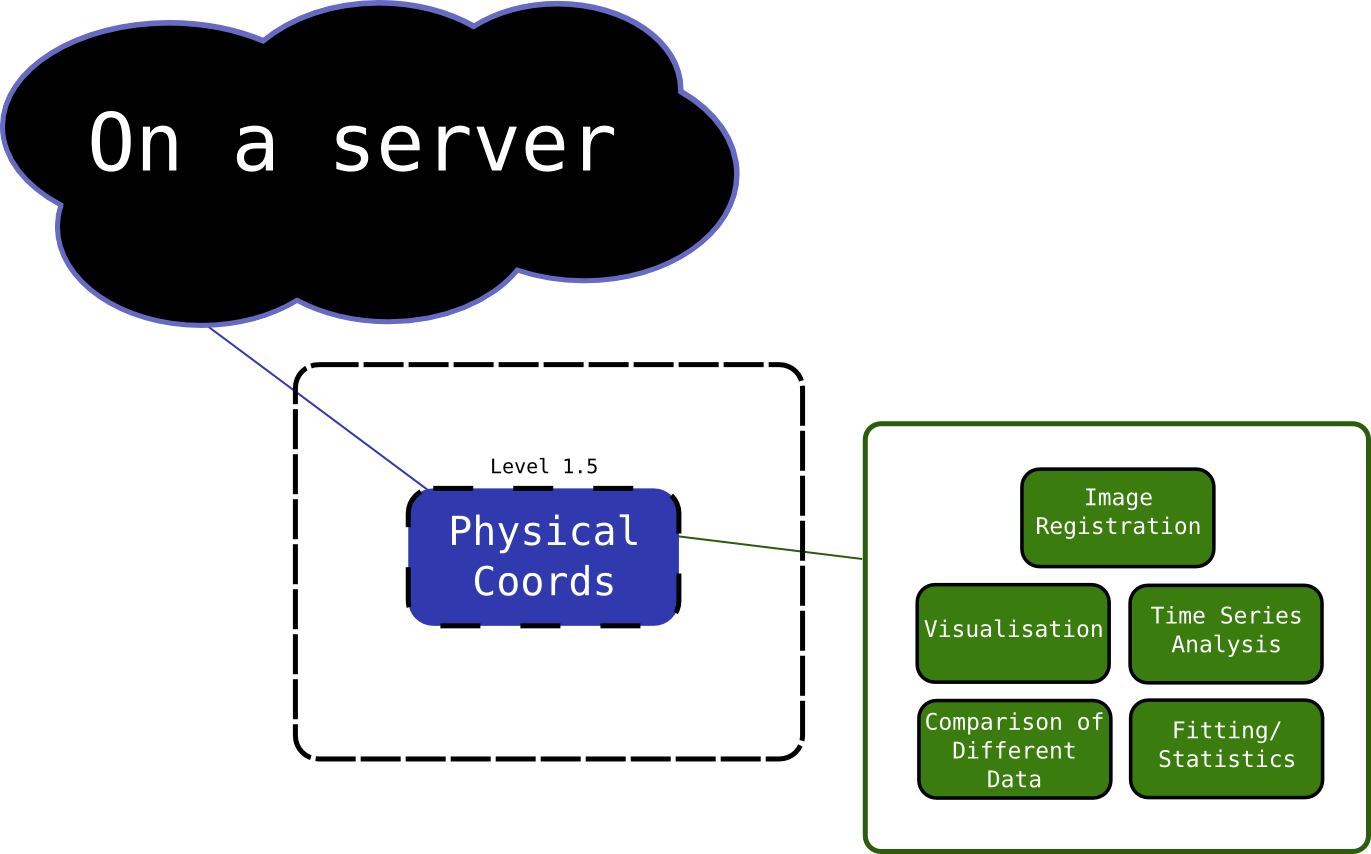 On a server
Level 1.5
Physical
Coords
Image
Registration
Visualisation
Time Series
Analysis
Comparison of
Different
Data
Fitting/
Statistics